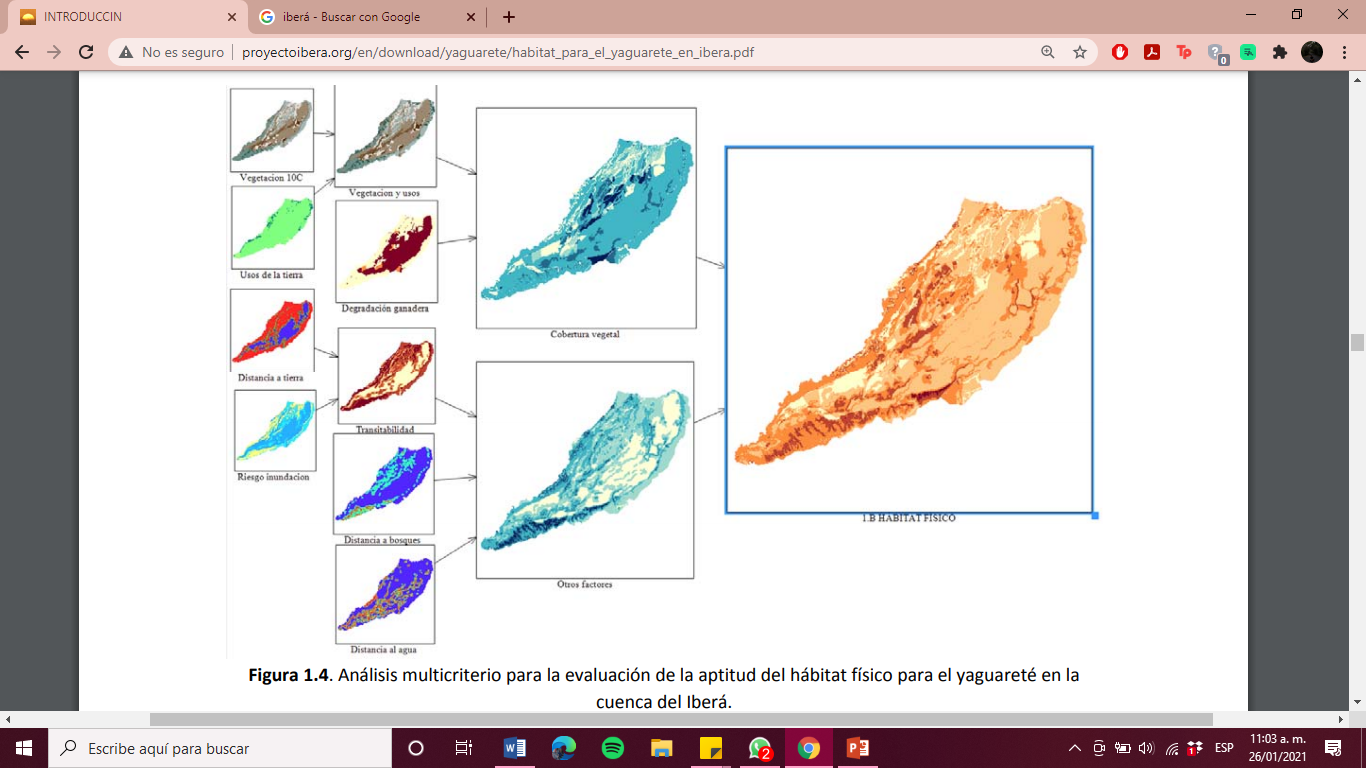 INTRODUCCIN
iberá - Buscar con Google
No es seguro
proyectoibera.org/en/download/yaguarete/habitat_para_el_yaguarete_en_ibera.pdf
0
Vegetacion 10C
Vegetacion y usos
Usos de la tierra
Degradación ganadera
Cobertura vegetal
Distancia a tierra
Transitabilidad
Riesgo inundacion
Distancia a bosques
Otros factores
Distancia al agua
1.B HABITAT FISICO
Figura 1.4. Análisis multicriterio para la evaluación de la aptitud del hábitat físico para el yaguareté en la
cuenca del Iberá.
Escribe aquí para buscar
2
1
ESP
11:03 a. m.
26/01/2021